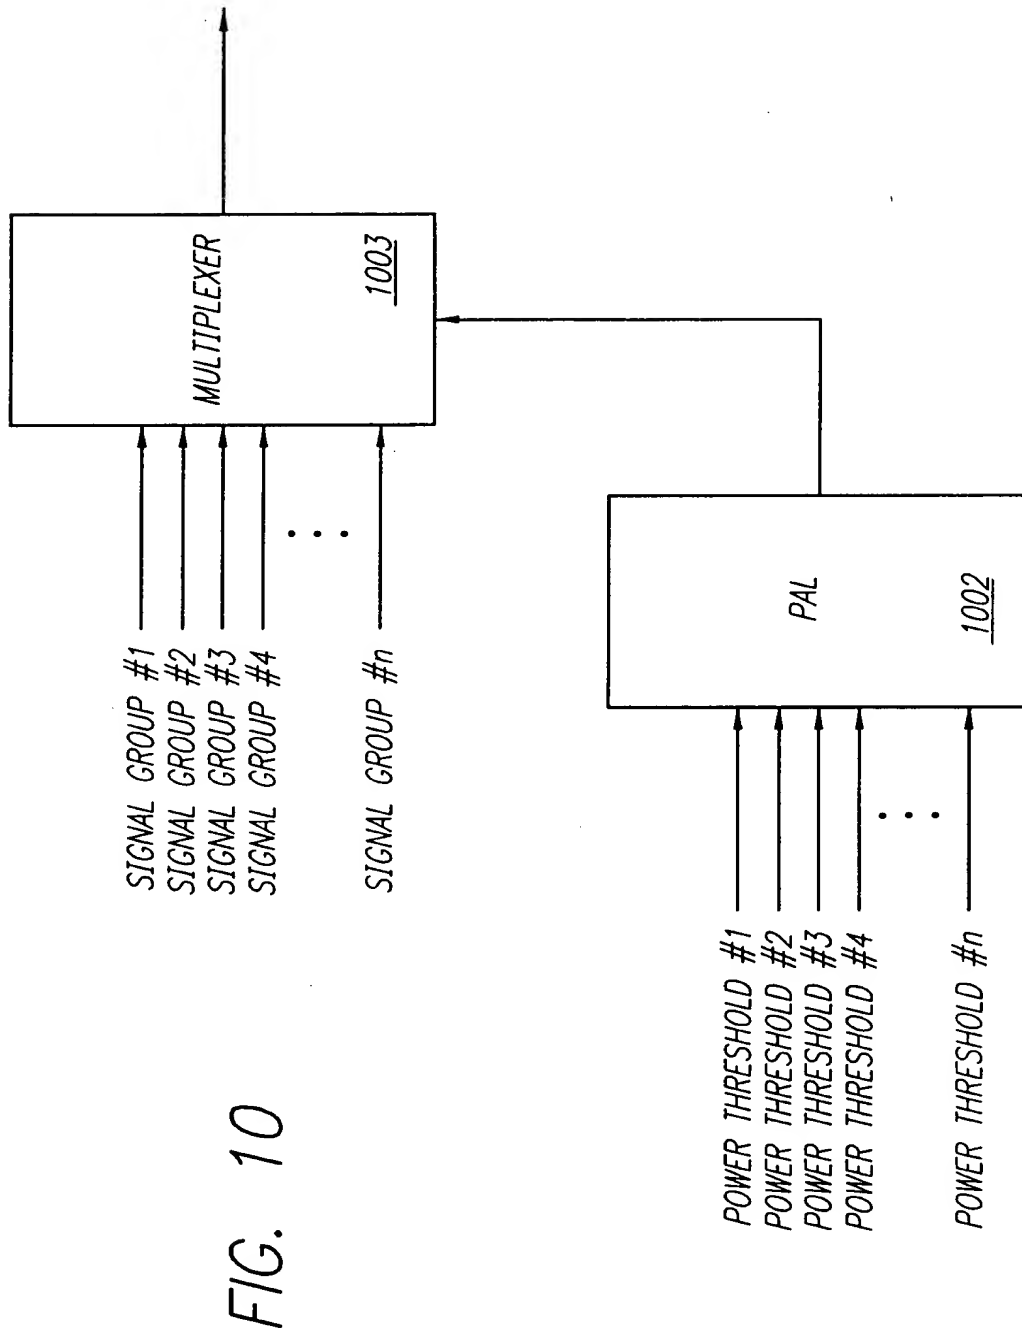 FIG. 10
SIGNAL GROUP #1
SIGNAL GROUP #2
SIGNAL GROUP #3
SIGNAL GROUP #4
. . .
SIGNAL GROUP #n
MULTIPLEXER
1003
POWER THRESHOLD #1
POWER THRESHOLD #2
POWER THRESHOLD #3
POWER THRESHOLD #4
. . .
POWER THRESHOLD #n
PAL
1002